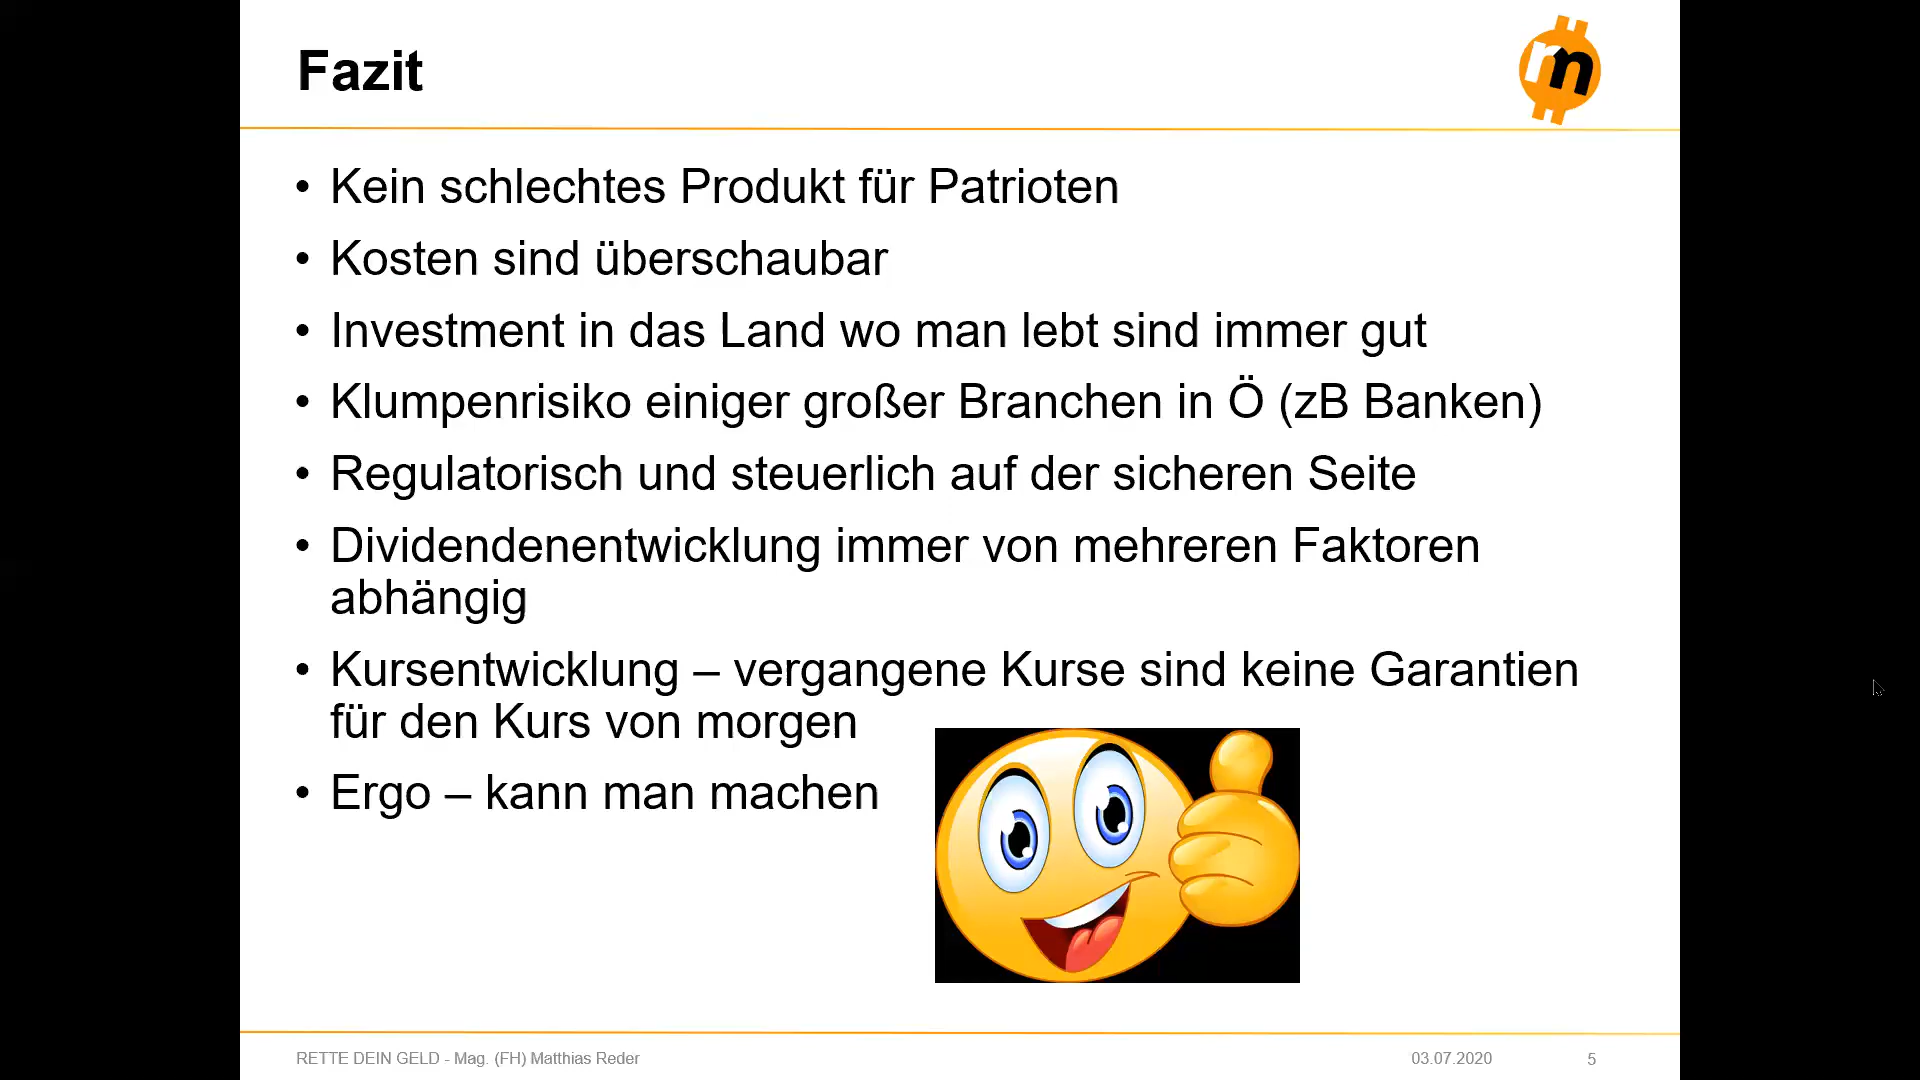 Fazit
m
• Kein schlechtes Produkt für Patrioten
• Kosten sind überschaubar
• Investment in das Land wo man lebt sind immer gut
• Klumpenrisiko einiger großer Branchen in Ö (zB Banken)
• Regulatorisch und steuerlich auf der sicheren Seite
• Dividendenentwicklung immer von mehreren Faktoren
abhängig
• Kursentwicklung – vergangene Kurse sind keine Garantien
für den Kurs von morgen
• Ergo – kann man machen
RETTE DEIN GELD - Mag. (FH) Matthias Reder
03.07.2020
5